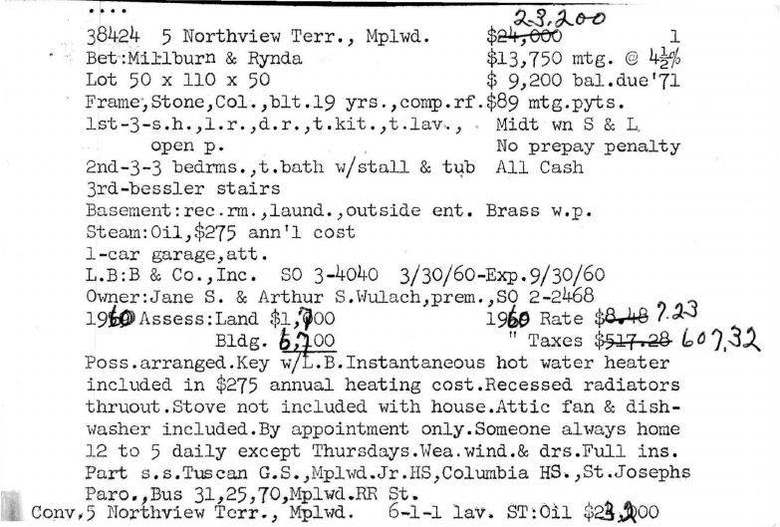 23,200
38424 5 Northview Terr., Mplwd. $24,000 1
Bet:Millburn & Rynda $13,750 mtg. @ 4½%
Lot 50 x 110 x 50 $ 9,200 bal.due'71
Frame,Stone,Col.,blt.19 yrs.,comp.rf.$89 mtg.pyts.
1st-3-s.h.,l.r.,d.r.,t.kit.,t.lav., Midt wn S & L
open p. No prepay penalty
2nd-3-3 bedrms.,t.bath w/stall & tub All Cash
3rd-bessler stairs
Basement:rec.rm.,laund.,outside ent. Brass w.p.
Steam:Oil,$275 ann'l cost
1-car garage,att.
L.B:B & Co.,Inc. SO 3-4040 3/30/60-Exp.9/30/60
Owner:Jane S. & Arthur S.Wulach,prem.,SO 2-2468
1960 Assess:Land $1,700 1960 Rate $8.48 7.23
Bldg. 6,700 " Taxes $517.28 607.32
Poss.arranged.Key w/L.B.Instantaneous hot water heater
included in $275 annual heating cost.Recessed radiators
thruout.Stove not included with house.Attic fan & dish-
washer included.By appointment only.Someone always home
12 to 5 daily except Thursdays.Wea.wind.& drs.Full ins.
Part s.s.Tuscan G.S.,Mplwd.Jr.HS,Columbia HS.,St.Josephs
Paro.,Bus 31,25,70,Mplwd.RR St.
Conv.5 Northview Terr., Mplwd. 6-1-1 lav. ST:Oil $23,200